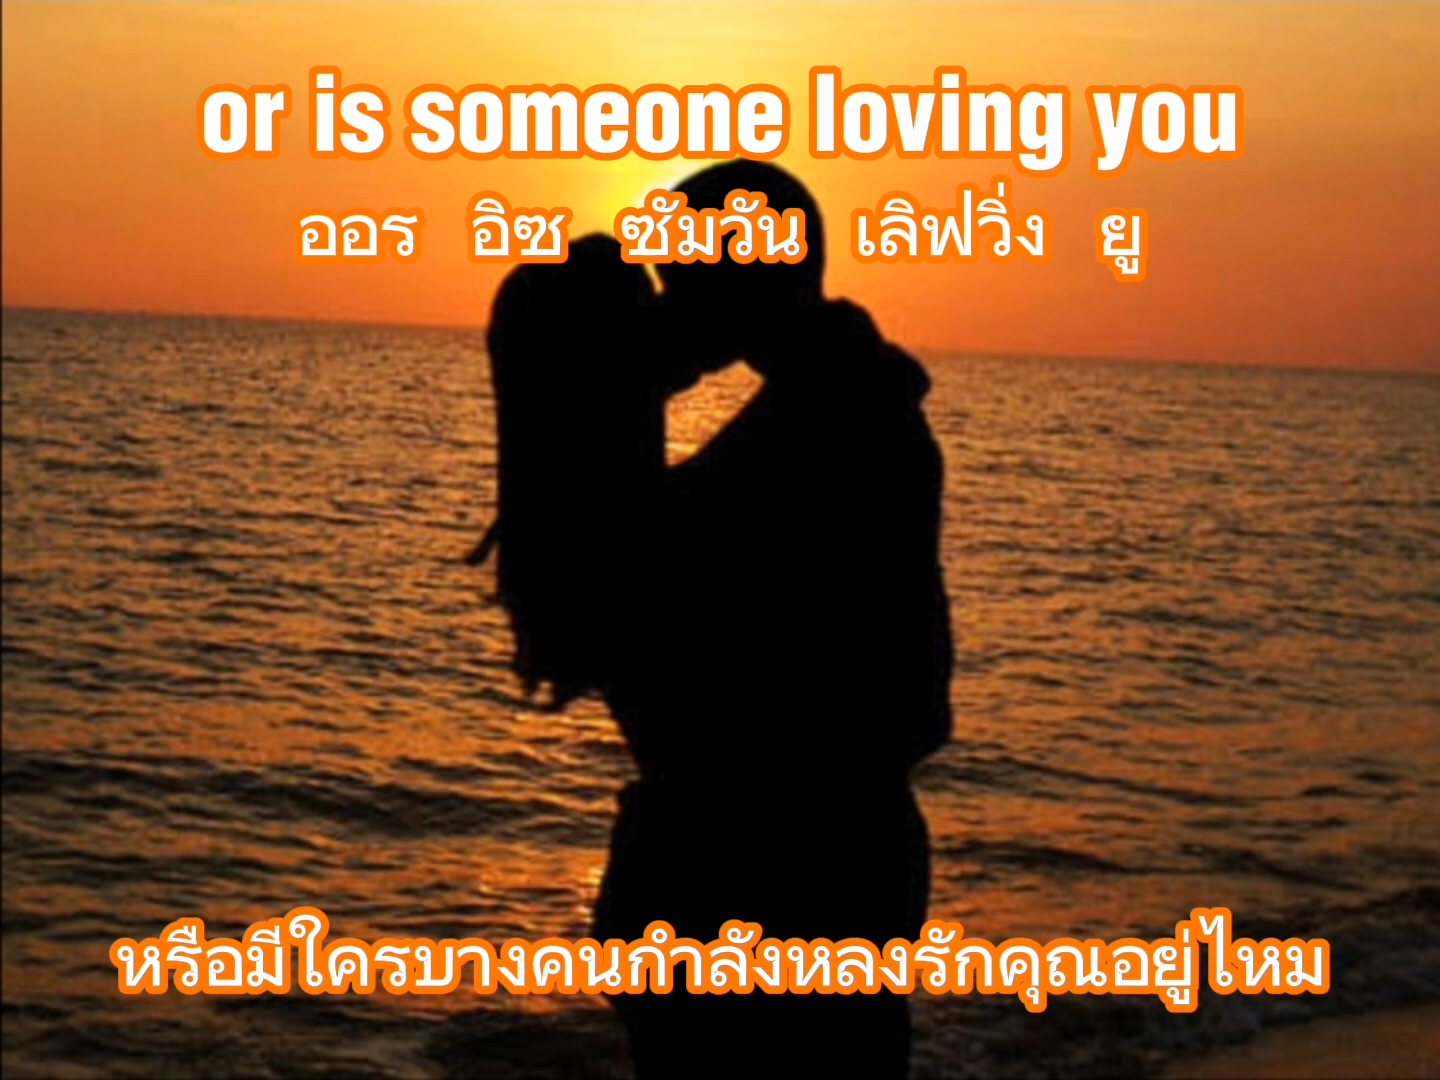 or is someone loving you
ออร อิซ ซัมวัน เลิฟวิ่ง ยู
หรือมีใครบางคนกำลังหลงรักคุณอยู่ไหม